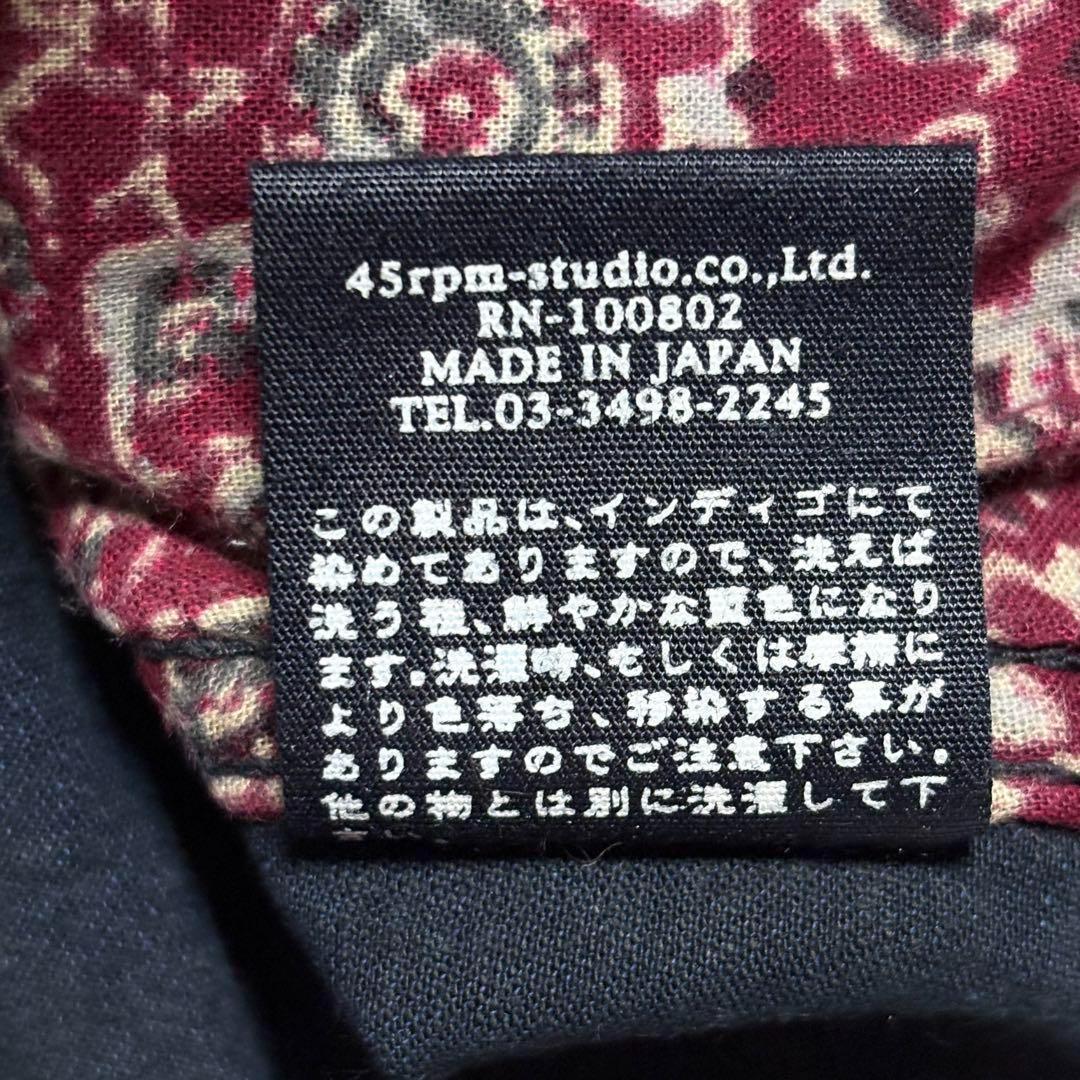 45rpm-studio.co.,Ltd.
RN-100802
MADE IN JAPAN
TEL.03-3498-2245
この製品は、インディゴにて
染めてありますので、洗えば
洗う程、鮮やかな夏色になり
ます。洗濯時、もしくは摩擦に
より色落ち、移染する事が
ありますのでご注意下さい。
他の物とは別に洗濯して下